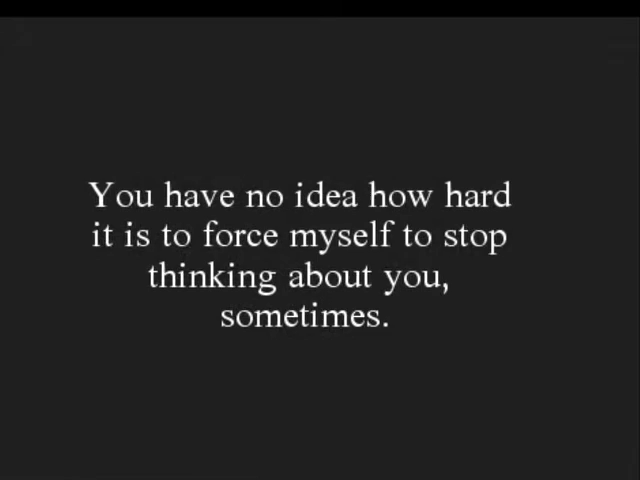 You have no idea how hard
it is to force myself to stop
thinking about you,
sometimes.